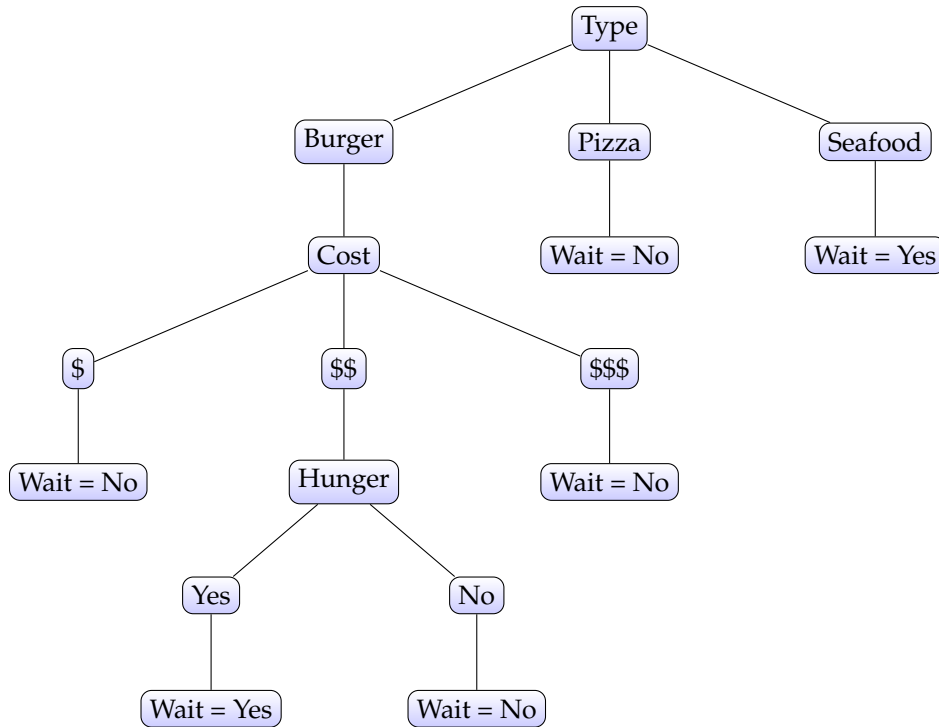 Type
Burger
Pizza
Seafood
Cost
Wait = No
Wait = Yes
$
$$
$$$
Wait = No
Hunger
Wait = No
Yes
No
Wait = Yes
Wait = No